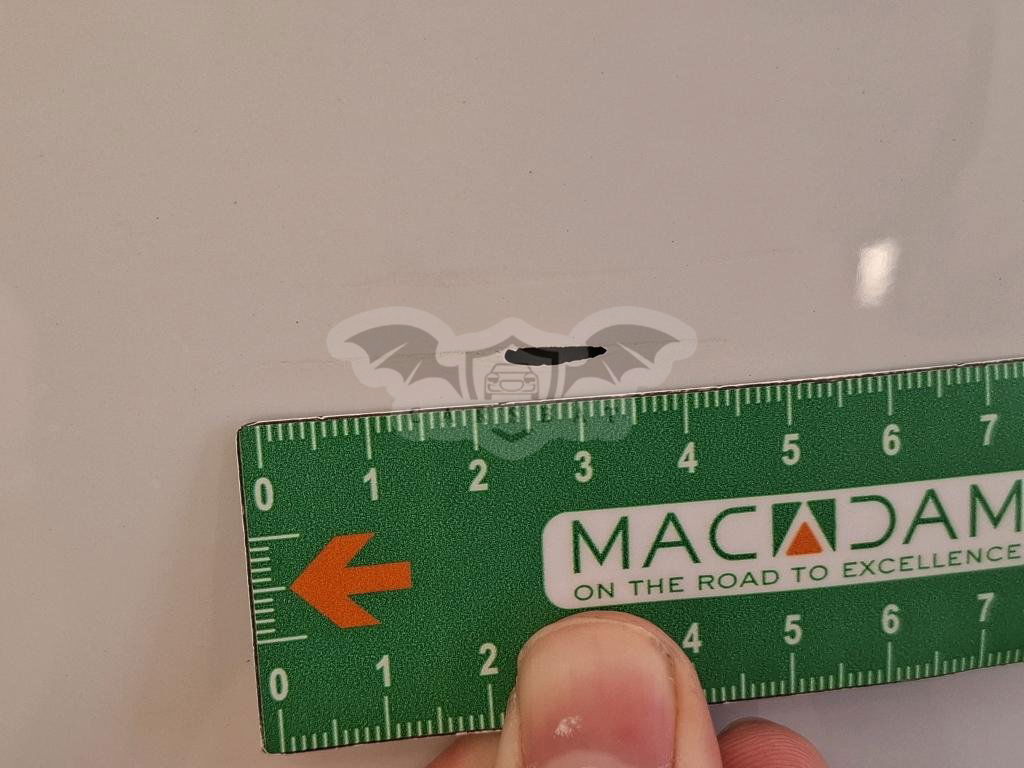 0 1 2 3 4 5 6 7
MACADAM
ON THE ROAD TO EXCELLENCE
0 1 2 4 5 6 7